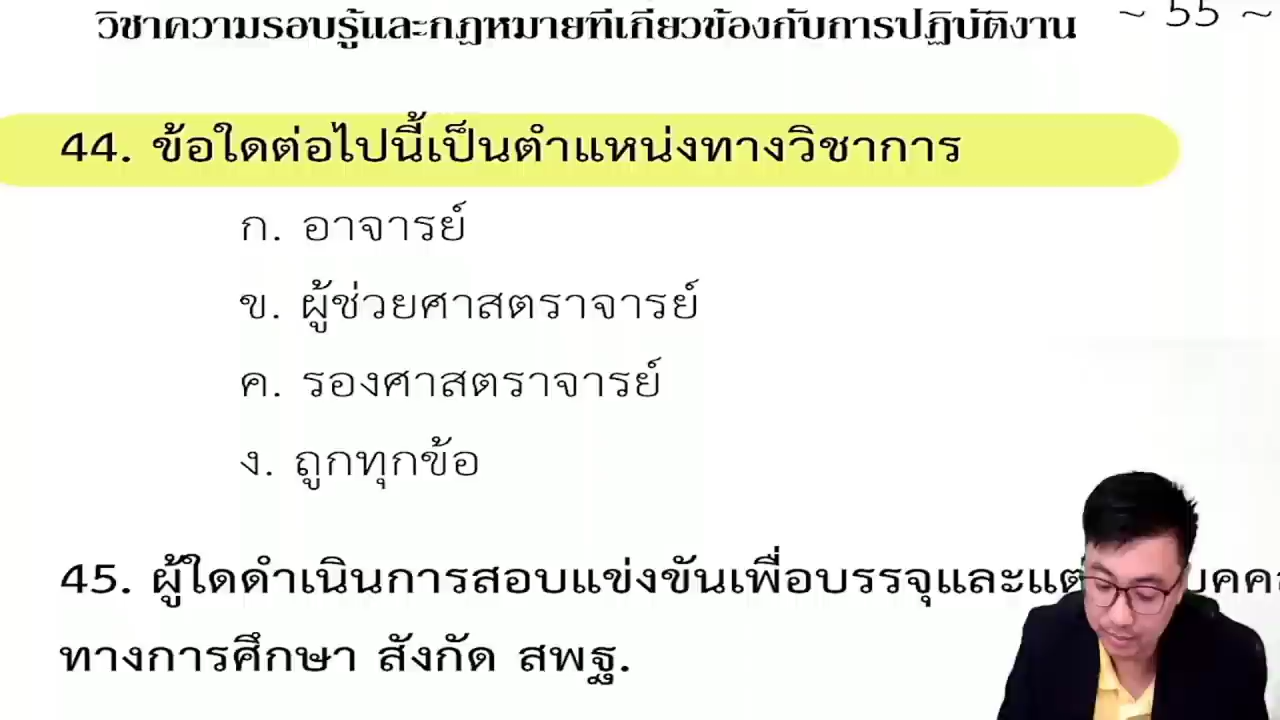 วิชาความรอบรู้และกฎหมายที่เกี่ยวข้องกับการปฏิบัติงาน ~ 55 ~
44. ข้อใดต่อไปนี้เป็นตำแหน่งทางวิชาการ
ก. อาจารย์
ข. ผู้ช่วยศาสตราจารย์
ค. รองศาสตราจารย์
ง. ถูกทุกข้อ
45. ผู้ใดดำเนินการสอบแข่งขันเพื่อบรรจุและ
ทางการศึกษา สังกัด สพฐ.